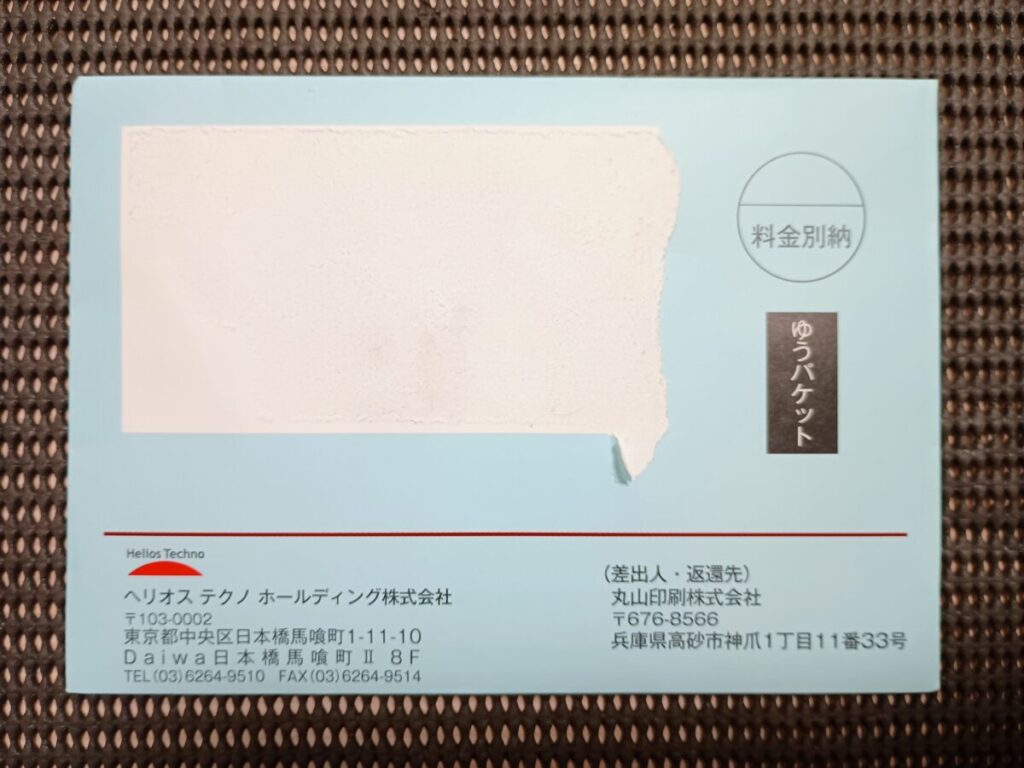 料金別納
ゆうパケット
Helios Techno
ヘリオス テクノ ホールディング株式会社
〒103-0002
東京都中央区日本橋馬喰町1-11-10
Daiwa日本橋馬喰町Ⅱ 8F
TEL(03)6264-9510 FAX(03)6264-9514
(差出人・返還先)
丸山印刷株式会社
〒676-8566
兵庫県高砂市神爪1丁目11番33号